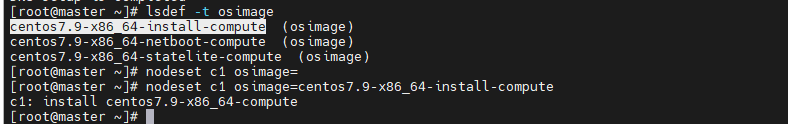 [root@master ~]# lsdef -t osimage
centos7.9-x86_64-install-compute  (osimage)
centos7.9-x86_64-netboot-compute  (osimage)
centos7.9-x86_64-statelite-compute  (osimage)
[root@master ~]# nodeset c1 osimage=
[root@master ~]# nodeset c1 osimage=centos7.9-x86_64-install-compute
c1: install centos7.9-x86_64-compute
[root@master ~]#